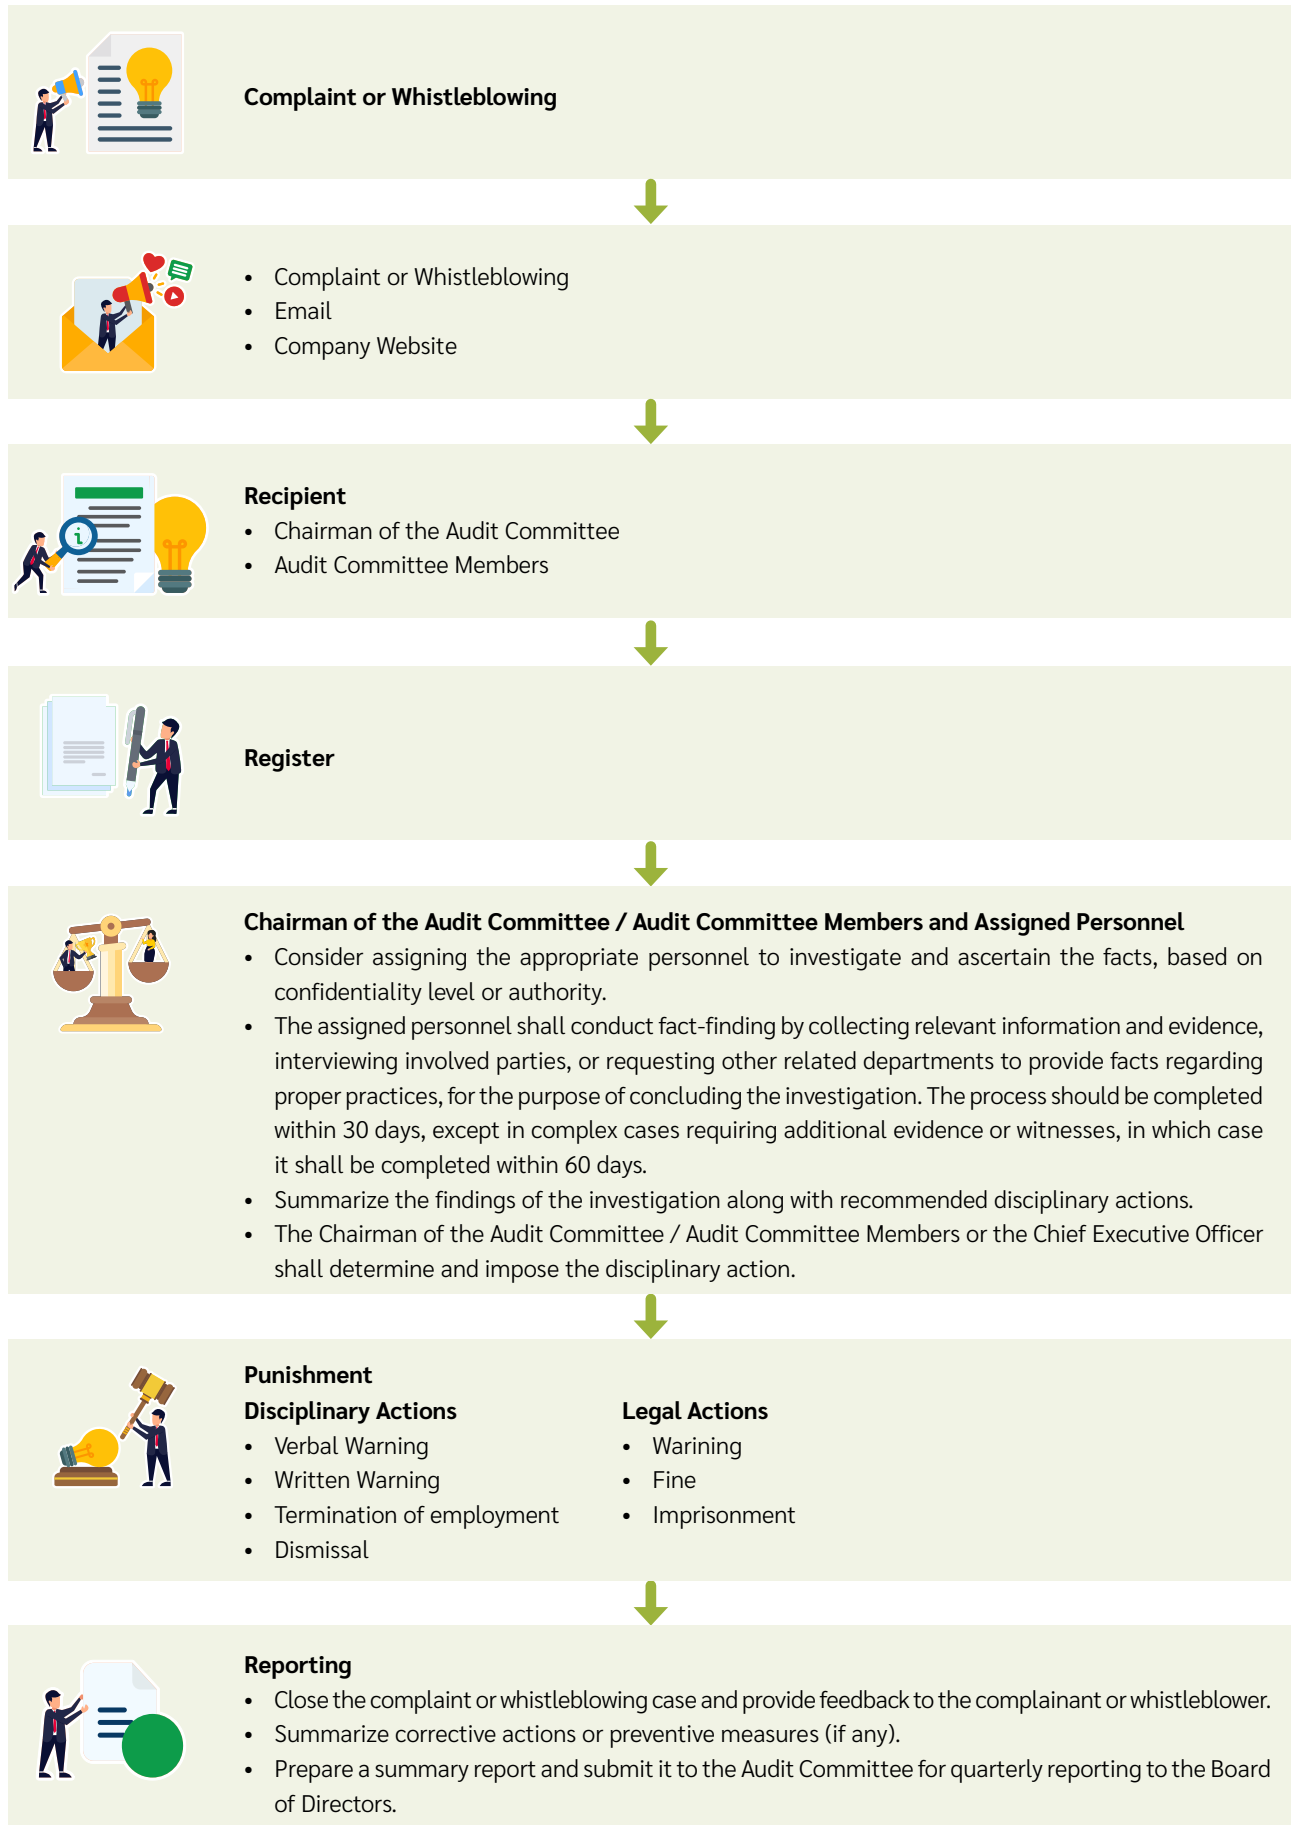 Complaint or Whistleblowing
• Complaint or Whistleblowing
• Email
• Company Website
Recipient
• Chairman of the Audit Committee
• Audit Committee Members
i
Register
Chairman of the Audit Committee / Audit Committee Members and Assigned Personnel
• Consider assigning the appropriate personnel to investigate and ascertain the facts, based on
confidentiality level or authority.
• The assigned personnel shall conduct fact-finding by collecting relevant information and evidence,
interviewing involved parties, or requesting other related departments to provide facts regarding
proper practices, for the purpose of concluding the investigation. The process should be completed
within 30 days, except in complex cases requiring additional evidence or witnesses, in which case
it shall be completed within 60 days.
• Summarize the findings of the investigation along with recommended disciplinary actions.
• The Chairman of the Audit Committee / Audit Committee Members or the Chief Executive Officer
shall determine and impose the disciplinary action.
Punishment
Disciplinary Actions
• Verbal Warning
• Written Warning
• Termination of employment
• Dismissal
Legal Actions
• Warining
• Fine
• Imprisonment
Reporting
• Close the complaint or whistleblowing case and provide feedback to the complainant or whistleblower.
• Summarize corrective actions or preventive measures (if any).
• Prepare a summary report and submit it to the Audit Committee for quarterly reporting to the Board
of Directors.